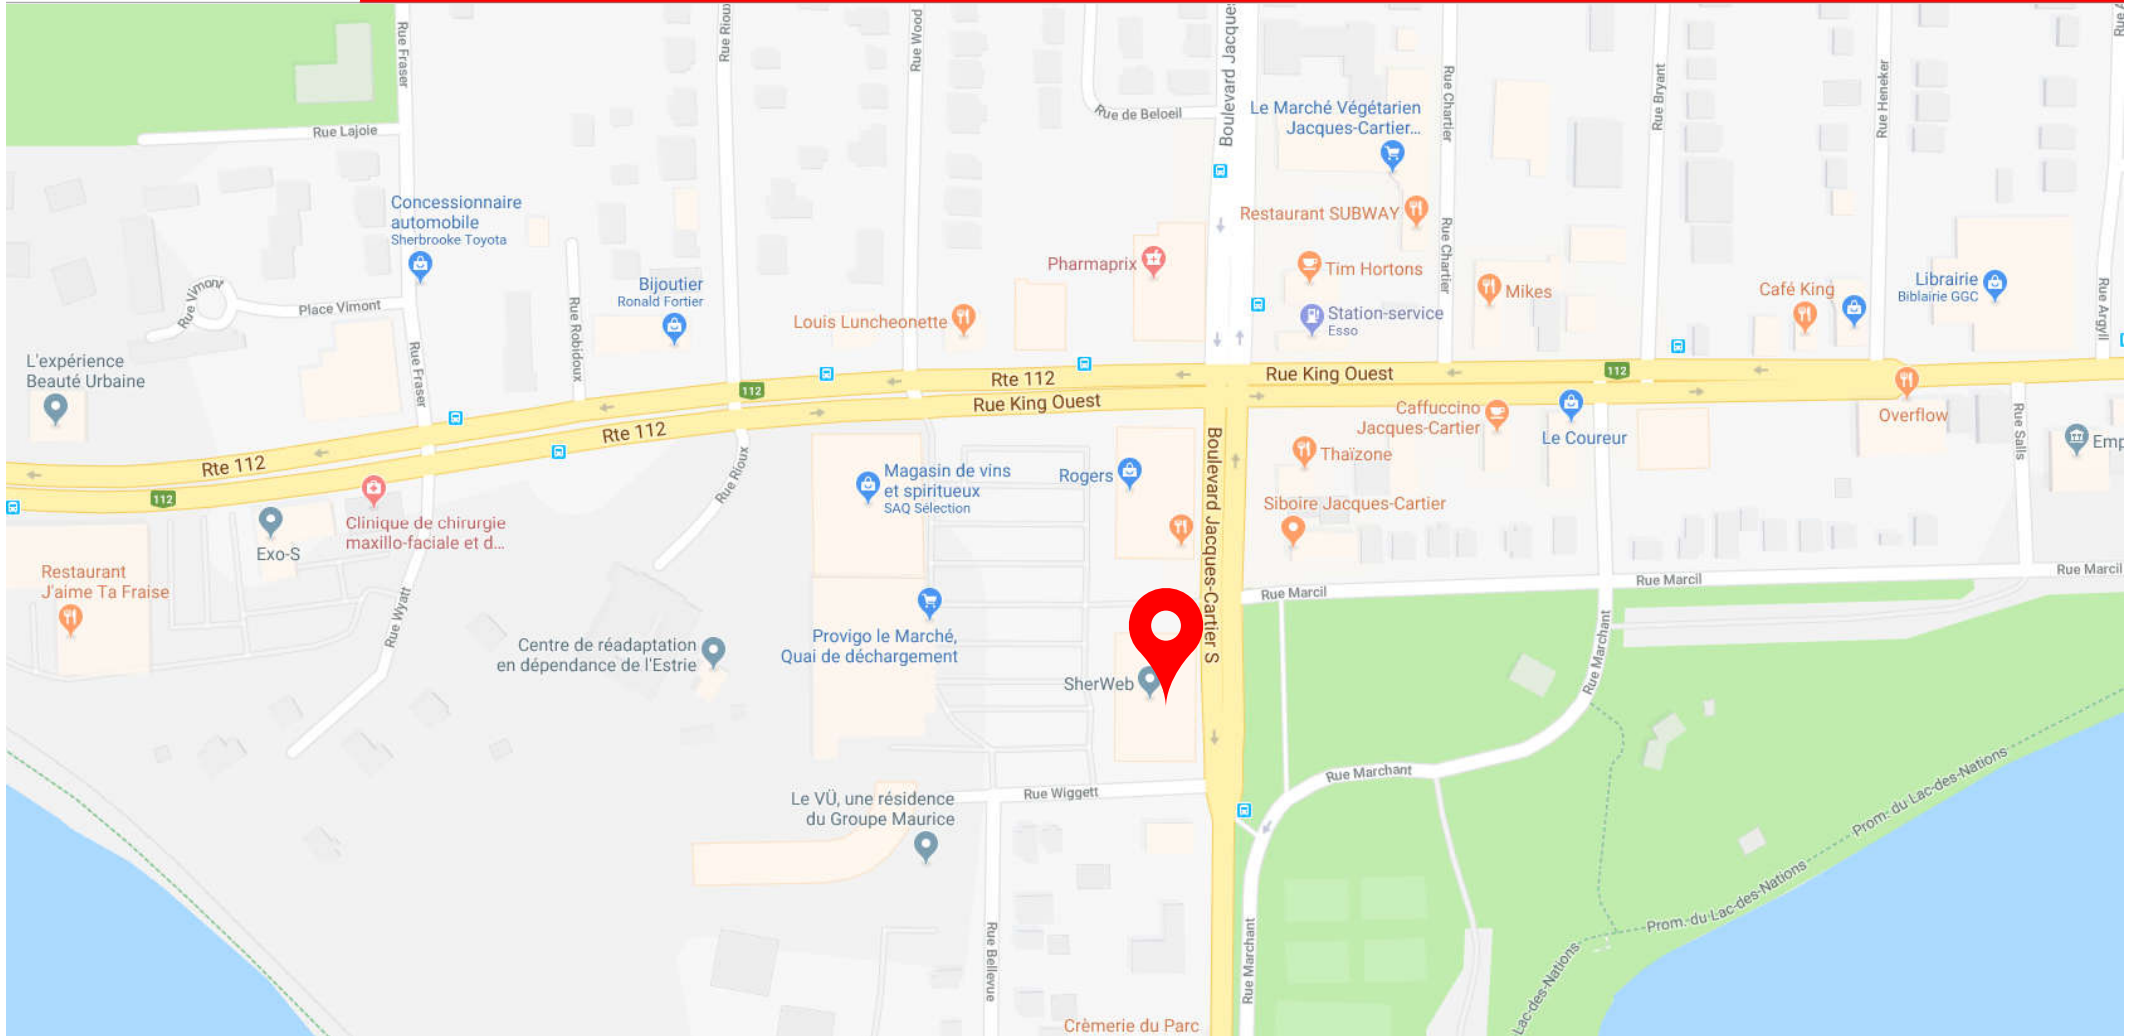 Rue Fraser
Rue Rioux
Rue Wood
Boulevard Jacques
Rue Chartier
Rue Bryant
Rue Heneker
Rue A
Rue Lajoie
Rue de Beloeil
Le Marché Végétarien
Jacques-Cartier...
Concessionnaire
automobile
Sherbrooke Toyota
Restaurant SUBWAY
Rue Chartier
Pharmaprix
Tim Hortons
Bijoutier
Ronald Fortier
Mikes
Café King
Librairie
Biblairie GGC
Rue Argyll
Rue Vimont
Place Vimont
Rue Robidoux
Louis Luncheonette
Station-service
Esso
L'expérience
Beauté Urbaine
Rue Fraser
112
Rte 112
Rue King Ouest
112
Rue King Ouest
Rte 112
Rte 112
112
Caffuccino
Jacques-Cartier
Le Coureur
Overflow
Rue Sails
Emp
Boulevard Jacques-Cartier S
Thaïzone
Magasin de vins
et spiritueux
SAQ Sélection
Rogers
Rue Rioux
Siboire Jacques-Cartier
Clinique de chirurgie
maxillo-faciale et d...
Exo-S
Restaurant
J'aime Ta Fraise
Rue Wyatt
Rue Marcil
Rue Marcil
Rue Marcil
Centre de réadaptation
en dépendance de l'Estrie
Provigo le Marché,
Quai de déchargement
SherWeb
Rue Marchant
Rue Marchant
Le VÜ, une résidence
du Groupe Maurice
Rue Wiggett
Prom. du Lac-des-Nations
Prom. du Lac-des-Nations
Lac-des-Nations
Rue Bellevue
Rue Marchant
Crèmerie du Parc